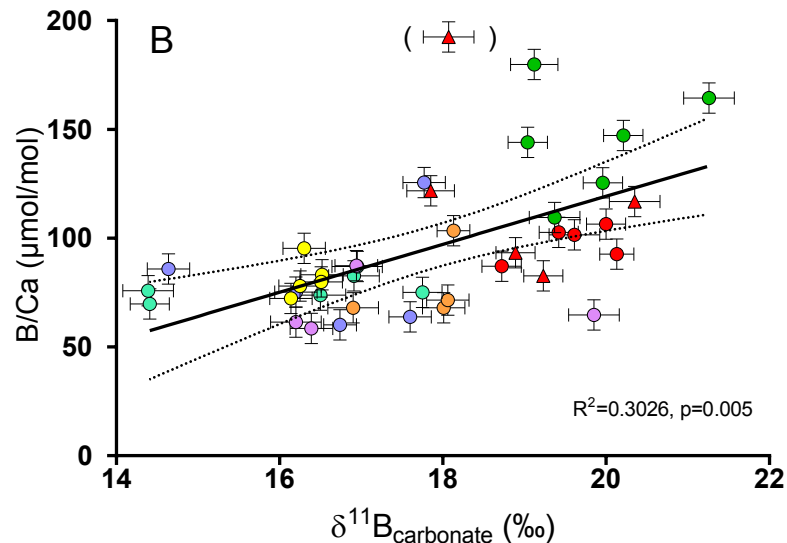 200
B
( )
150
B/Ca (μmol/mol)
100
50
R²=0.3026, p=0.005
0
14 16 18 20 22
δ¹¹B_carbonate (‰)